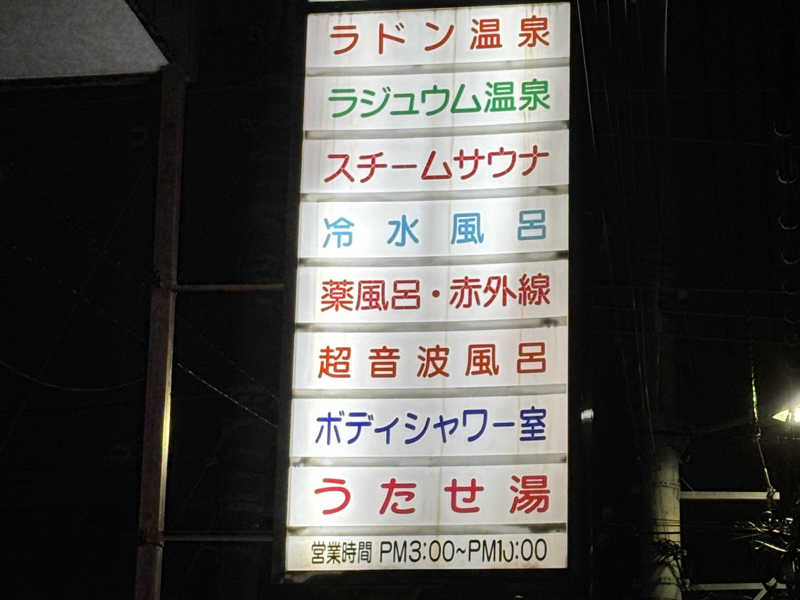 ラドン温泉
ラジュウム温泉
スチームサウナ
冷水風呂
薬風呂・赤外線
超音波風呂
ボディシャワー室
うたせ湯
営業時間 PM3:00~PM10:00